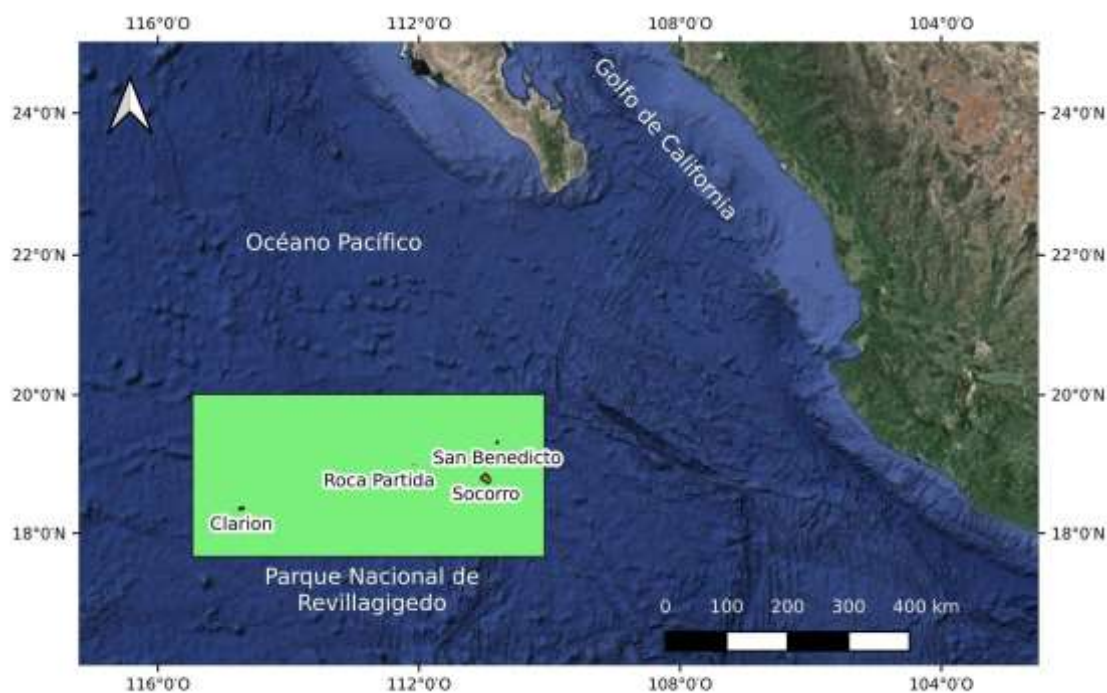 116°0'O 112°0'O 108°0'O 104°0'O
24°0'N
24°0'N
Golfo de California
Océano Pacífico
22°0'N
22°0'N
20°0'N
20°0'N
San Benedicto
Roca Partida
Socorro
Clarion
18°0'N
18°0'N
Parque Nacional de
Revillagigedo
0 100 200 300 400 km
116°0'O 112°0'O 108°0'O 104°0'O